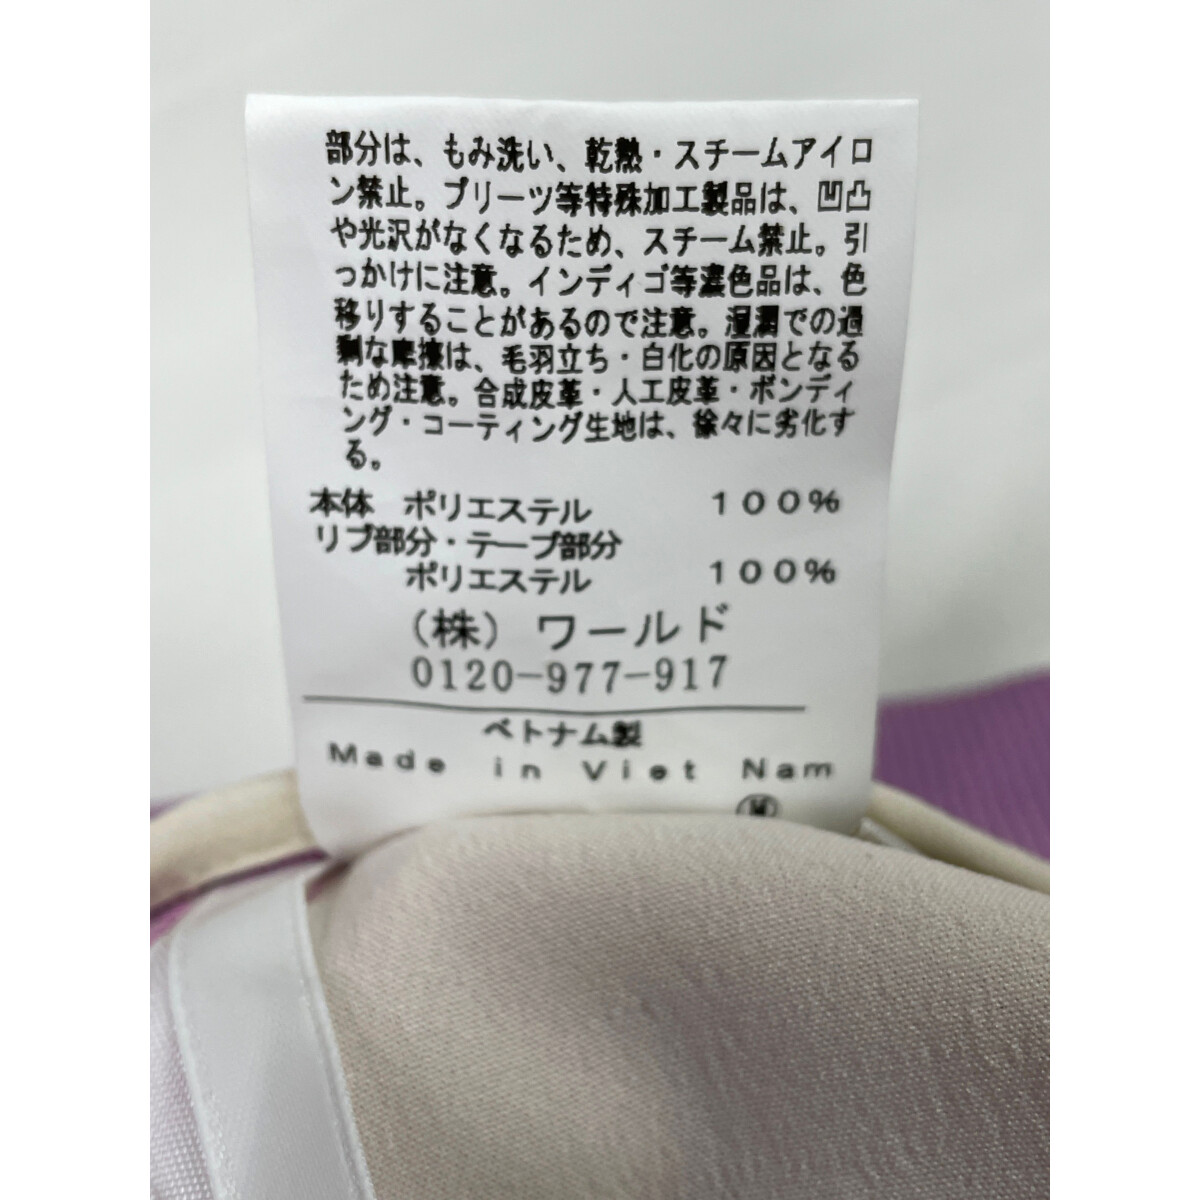 部分は、もみ洗い、乾熱・スチームアイロ
ン禁止。プリーツ等特殊加工製品は、凹凸
や光沢がなくなるため、スチーム禁止。引
っかけに注意。インディゴ等濃色品は、色
移りすることがあるので注意。湿潤での過
剰な摩擦は、毛羽立ち・白化の原因となる
ため注意。合成皮革・人工皮革・ボンディ
ング・コーティング生地は、徐々に劣化す
る。
本体 ポリエステル 100%
リブ部分・テープ部分
ポリエステル 100%
(株) ワールド
0120-977-917
ベトナム製
Made in Viet Nam